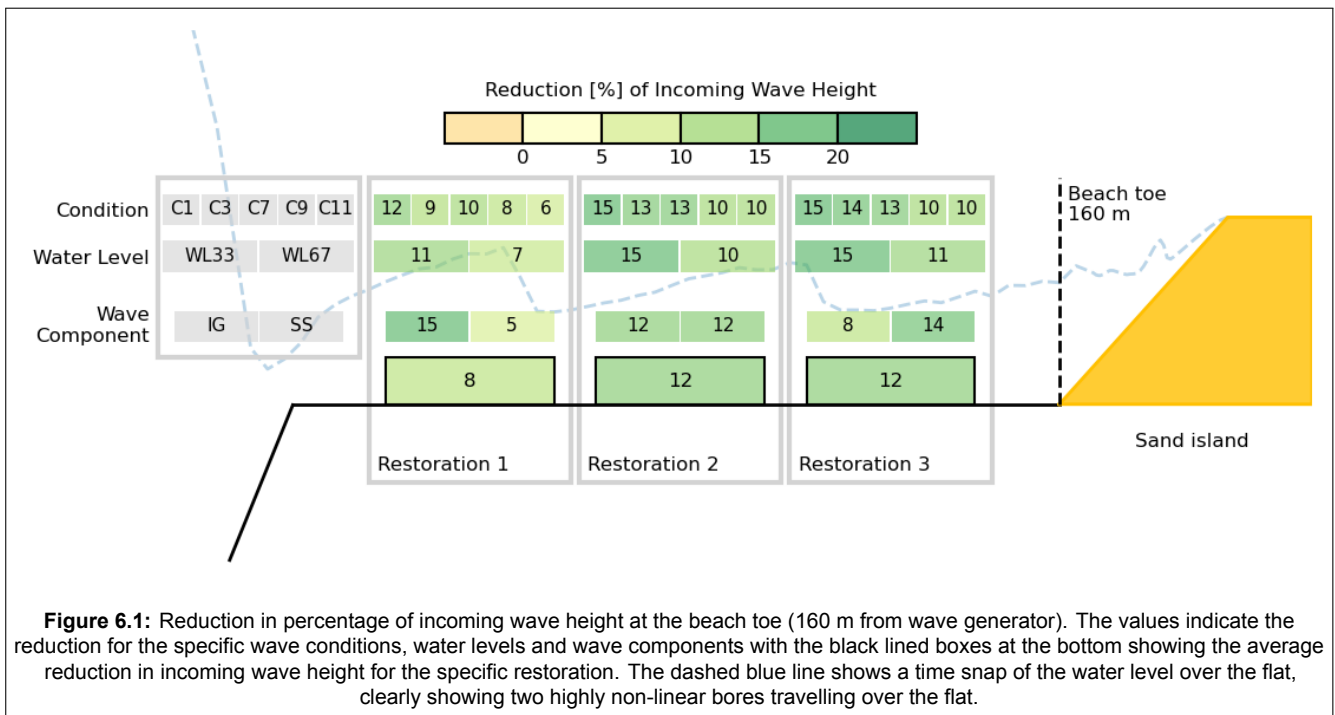 Reduction [%] of Incoming Wave Height
0 5 10 15 20
Beach toe
160 m
Condition C1 C3 C7 C9 C11 12 9 10 8 6 15 13 13 10 10 15 14 13 10 10
Water Level WL33 WL67 11 7 15 10 15 11
Wave
Component IG SS 15 5 12 12 8 14
8 12 12
Sand island
Restoration 1 Restoration 2 Restoration 3
Figure 6.1: Reduction in percentage of incoming wave height at the beach toe (160 m from wave generator). The values indicate the
reduction for the specific wave conditions, water levels and wave components with the black lined boxes at the bottom showing the average
reduction in incoming wave height for the specific restoration. The dashed blue line shows a time snap of the water level over the flat,
clearly showing two highly non-linear bores travelling over the flat.